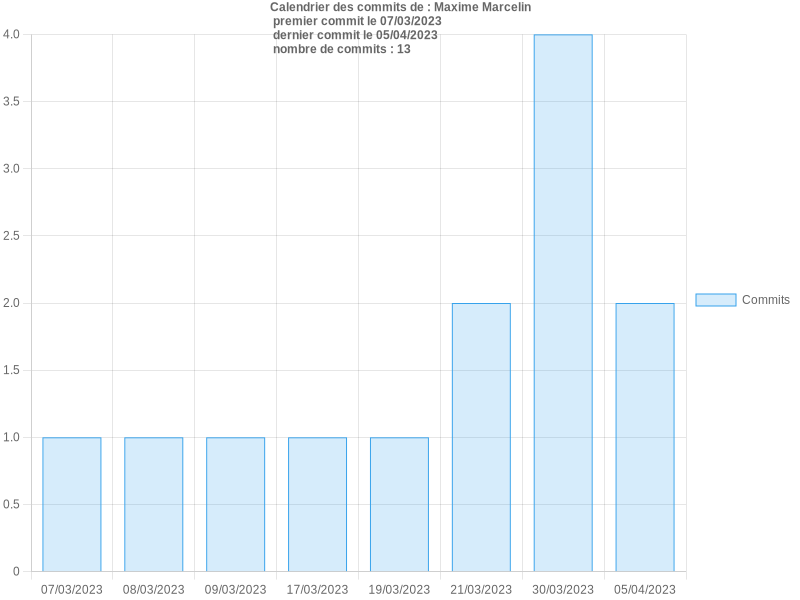 Calendrier des commits de : Maxime Marcelin
premier commit le 07/03/2023
dernier commit le 05/04/2023
nombre de commits : 13
4.0
3.5
3.0
2.5
2.0
1.5
1.0
0.5
0
Commits
07/03/2023 08/03/2023 09/03/2023 17/03/2023 19/03/2023 21/03/2023 30/03/2023 05/04/2023